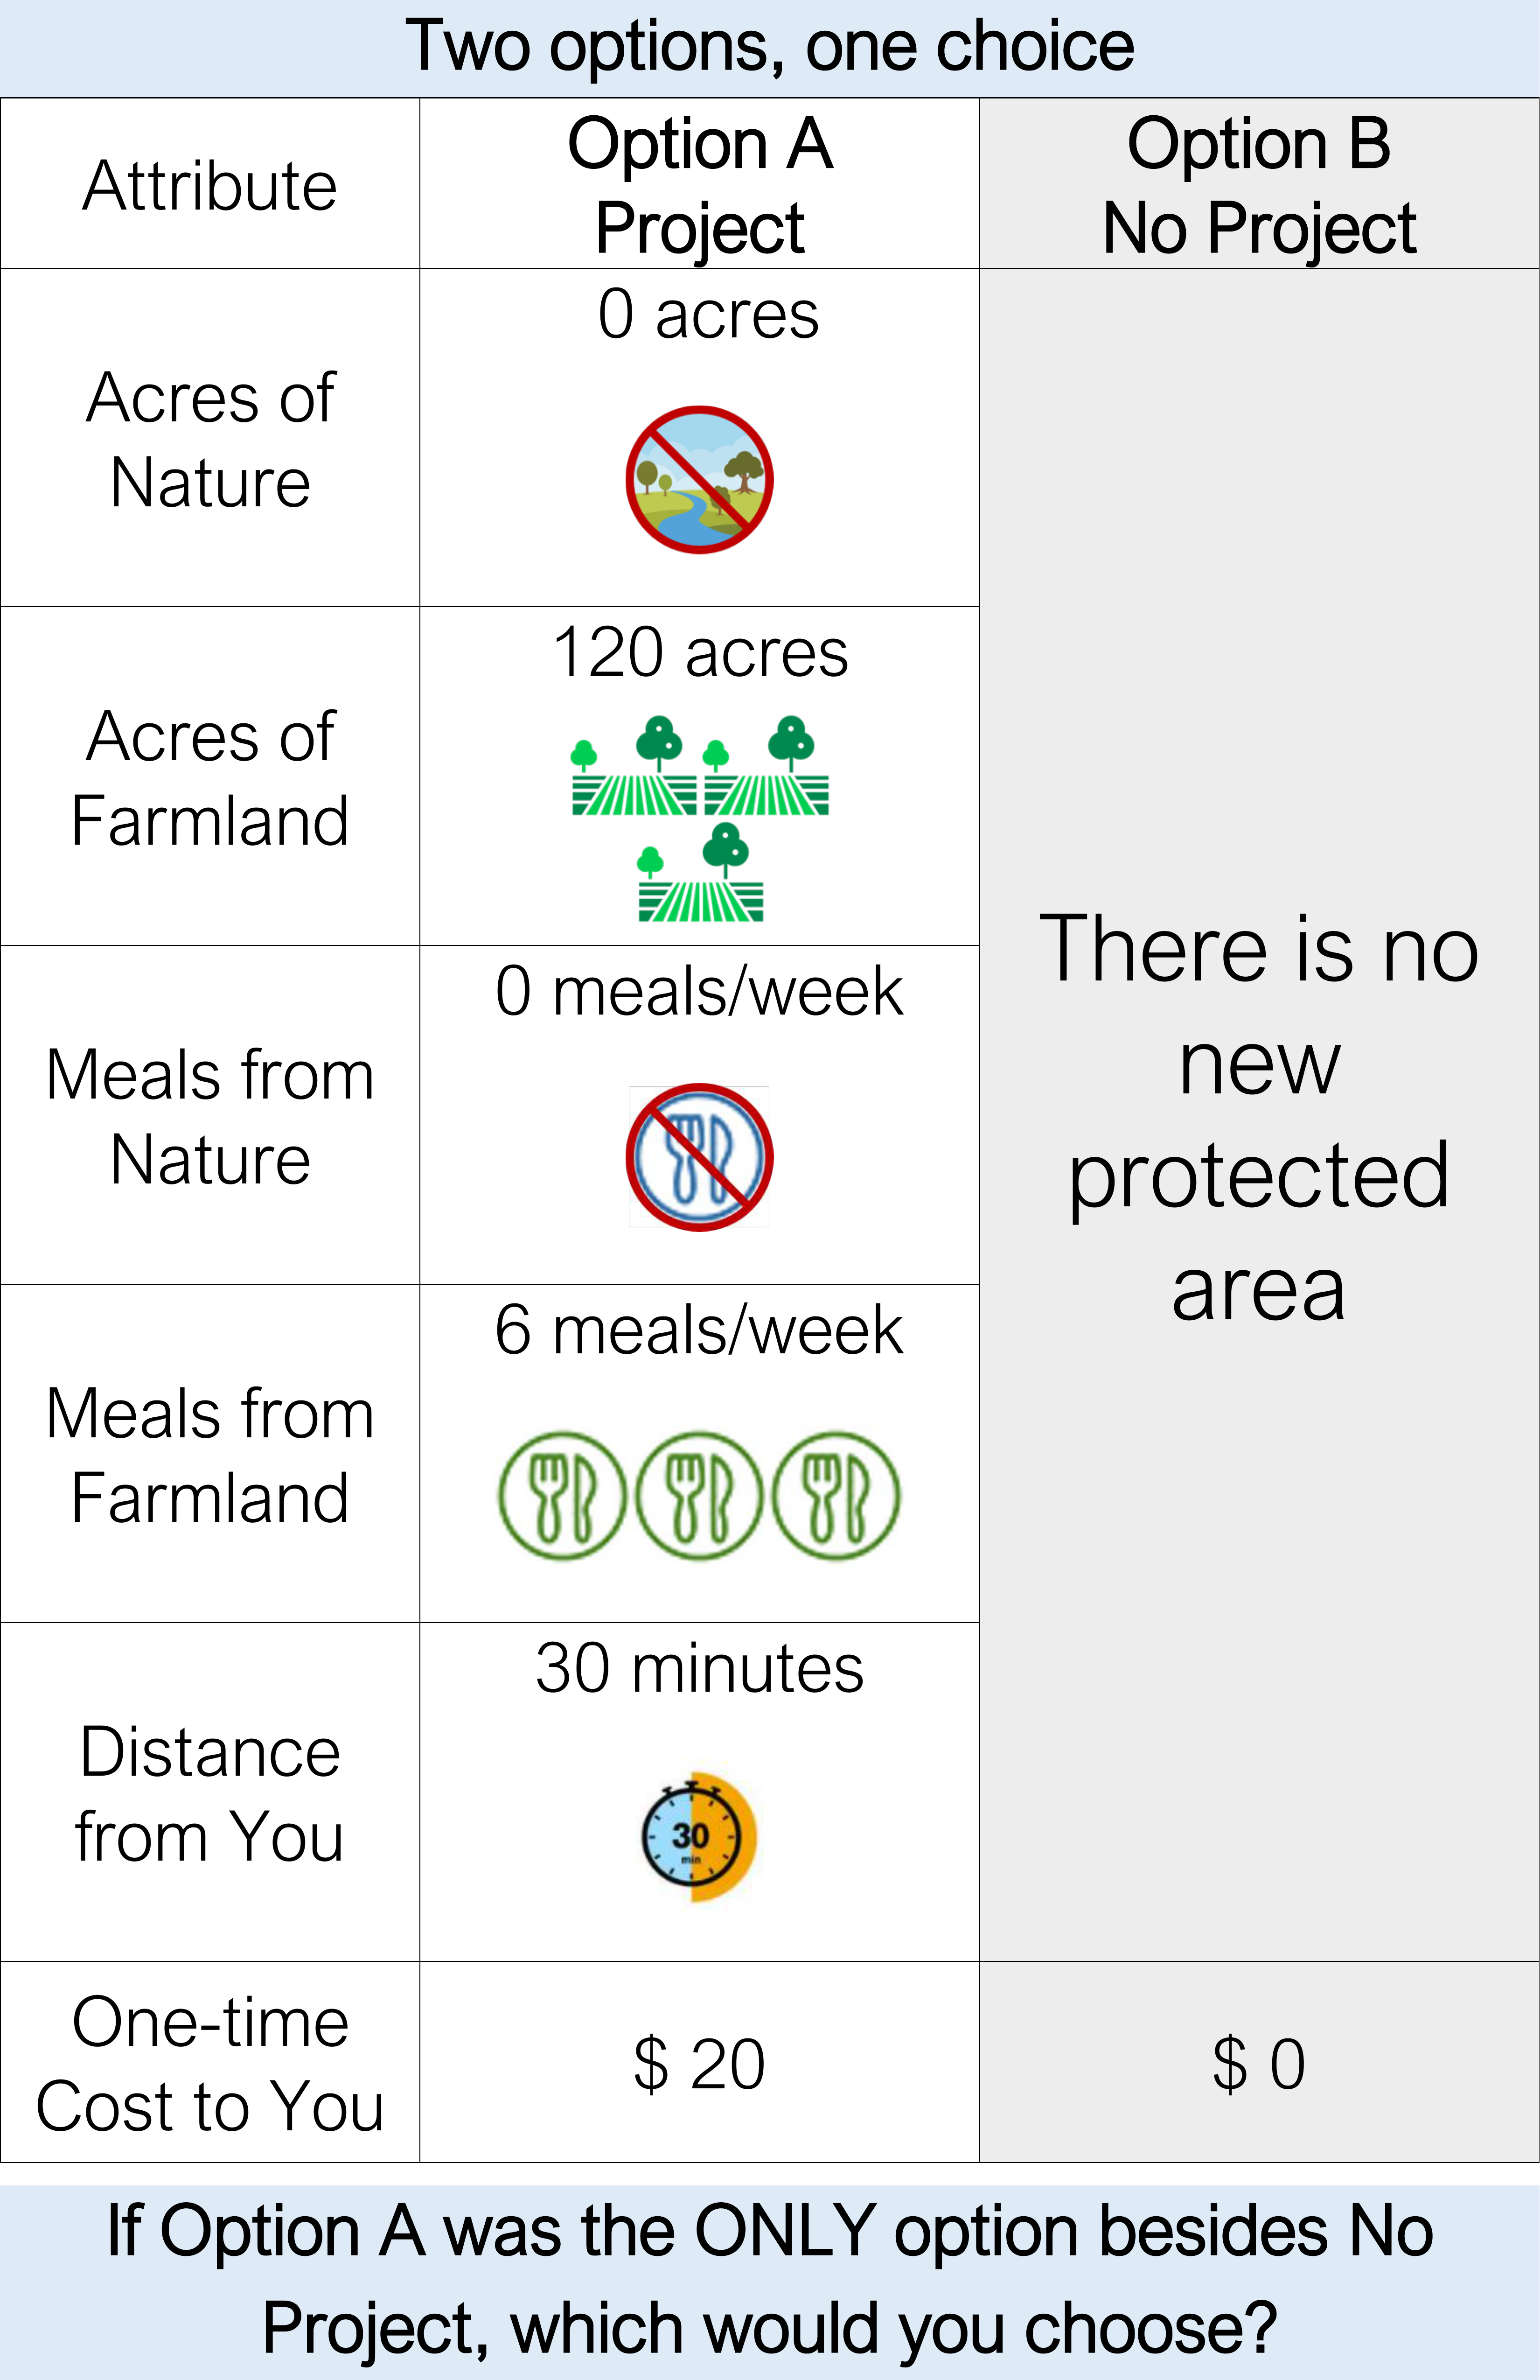 Two options, one choice
Attribute
Option A
Project
Option B
No Project
Acres of
Nature
0 acres
Acres of
Farmland
120 acres
Meals from
Nature
0 meals/week
Meals from
Farmland
6 meals/week
Distance
from You
30 minutes
30
min
There is no
new
protected
area
One-time
Cost to You
$ 20
$ 0
If Option A was the ONLY option besides No
Project, which would you choose?